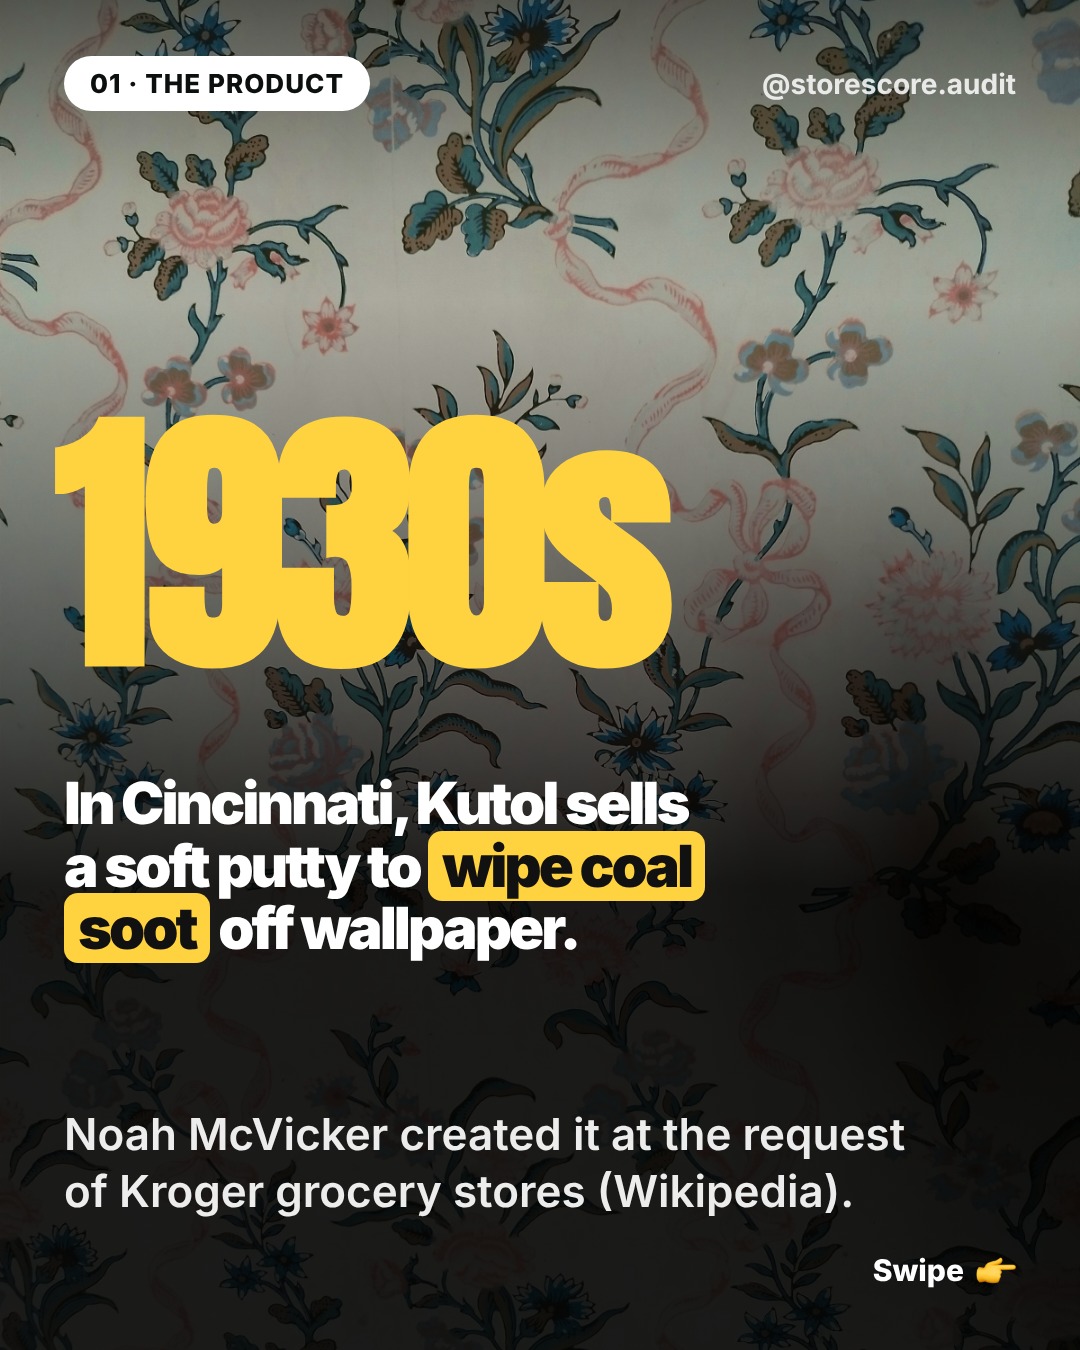 01 · THE PRODUCT
@storescore.audit
1930s
In Cincinnati, Kutol sells
a soft putty to wipe coal
soot off wallpaper.
Noah McVicker created it at the request
of Kroger grocery stores (Wikipedia).
Swipe 👉